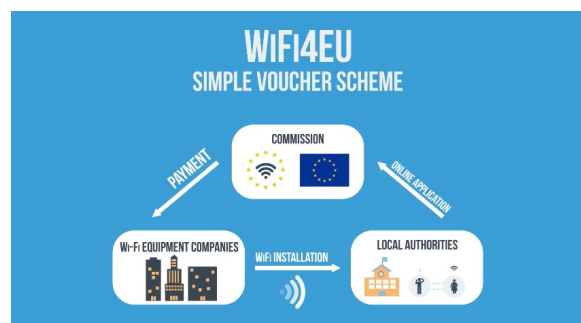 WiFi4EU
SIMPLE VOUCHER SCHEME
COMMISSION
PAYMENT
ONLINE APPLICATION
Wi-Fi EQUIPMENT COMPANIES
WiFi INSTALLATION
LOCAL AUTHORITIES